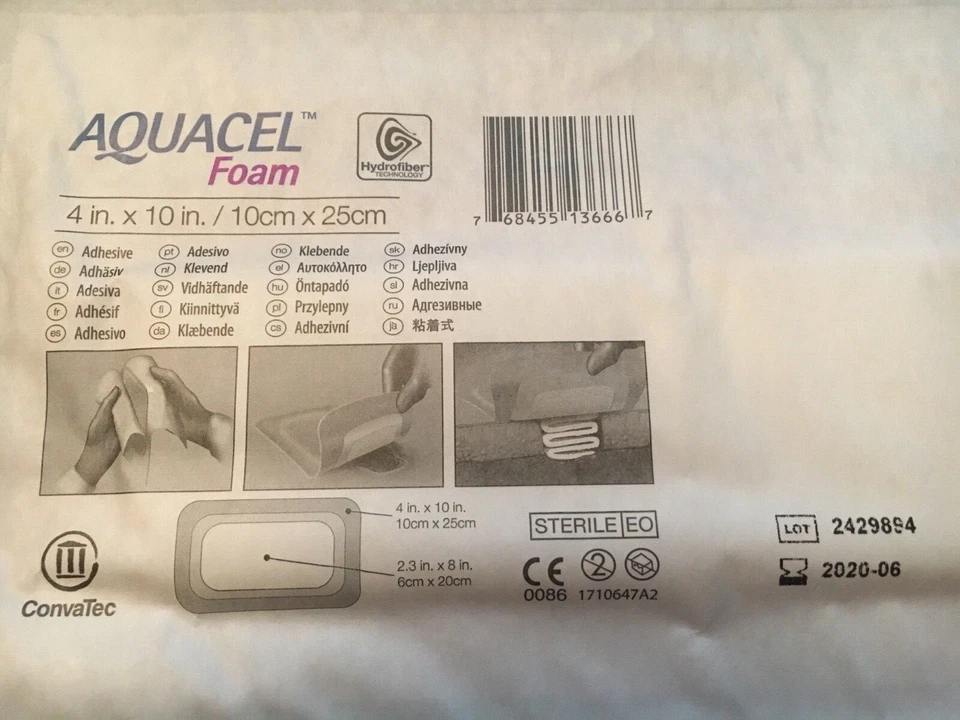 AQUACEL™
Foam
Hydrofiber™
TECHNOLOGY
4 in. x 10 in. / 10cm x 25cm
7 68455 13666 7
en Adhesive
de Adhäsiv
it Adesiva
fr Adhésif
es Adhesivo
pt Adesivo
nl Klevend
sv Vidhäftande
fi Kiinnittyvä
da Klæbende
no Klebende
el Αυτοκόλλητο
hu Öntapadó
pl Przylepny
cs Adhezivní
sk Adhezívny
hr Ljepljiva
sl Adhezivna
ru Адгезивные
ja 粘着式
4 in. x 10 in.
10cm x 25cm
2.3 in. x 8 in.
6cm x 20cm
ConvaTec
STERILE EO
CE 2
0086 1710647A2
LOT 2429894
2020-06